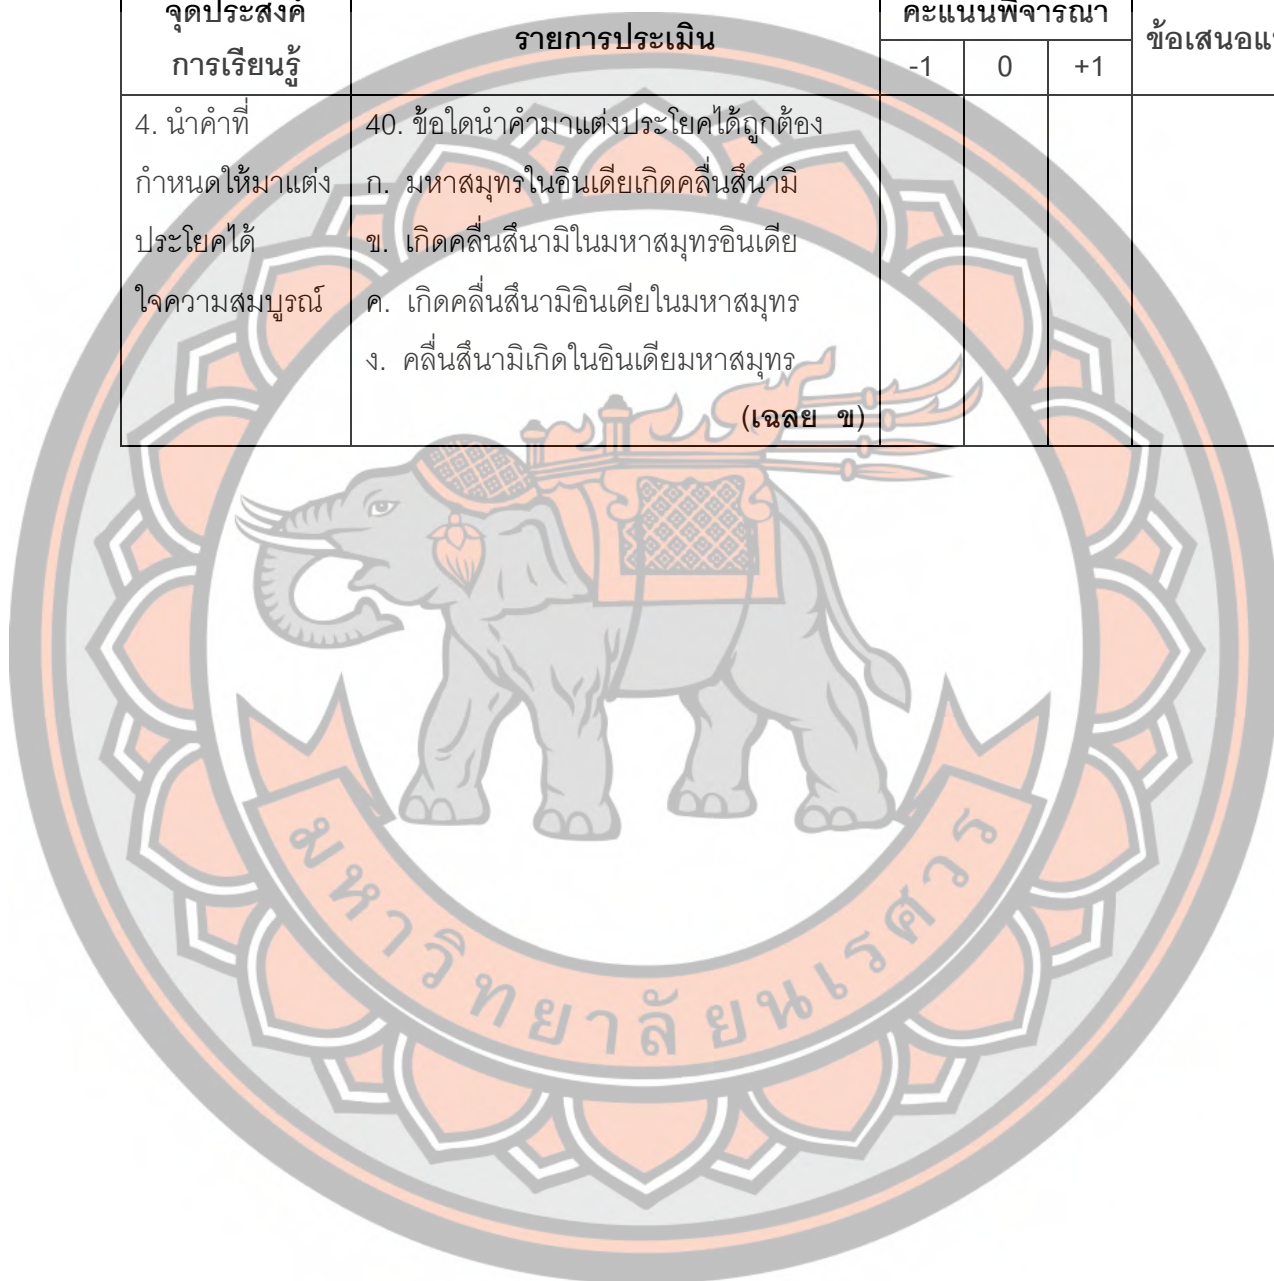 จุดประสงค์
การเรียนรู้
รายการประเมิน
คะแนนพิจารณา
-1 0 +1
4. นำคำที่
กำหนดให้มาแต่ง
ประโยคได้
ใจความสมบูรณ์
40. ข้อใดนำคำมาแต่งประโยคได้ถูกต้อง
ก. มหาสมุทรในอินเดียเกิดคลื่นสึนามิ
ข. เกิดคลื่นสึนามิในมหาสมุทรอินเดีย
ค. เกิดคลื่นสึนามิอินเดียในมหาสมุทร
ง. คลื่นสึนามิเกิดในอินเดียมหาสมุทร
(เฉลย ข)
มหาวิทยาลัยนเรศวร